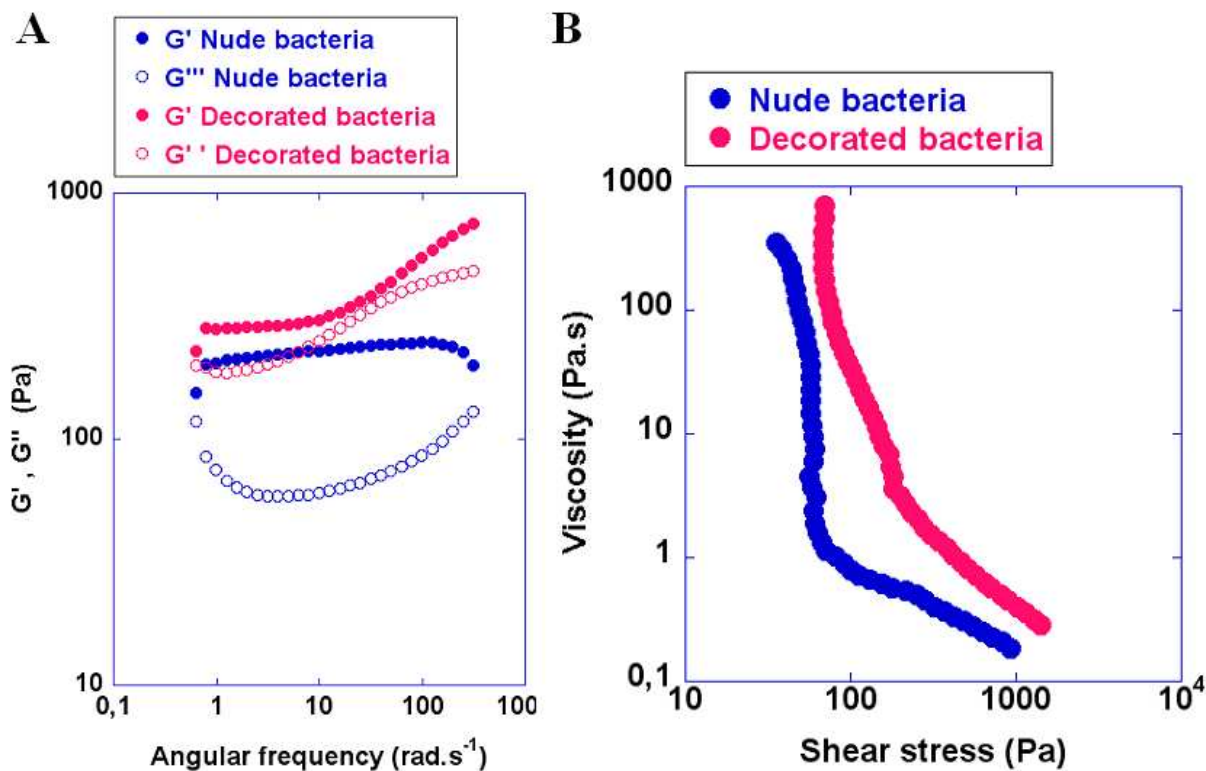 A
G' Nude bacteria
G''' Nude bacteria
G' Decorated bacteria
G' ' Decorated bacteria
1000
100
10
G' , G'' (Pa)
0,1
1
10
100
100
Angular frequency (rad.s-1)
B
Nude bacteria
Decorated bacteria
1000
100
10
1
0,1
Viscosity (Pa.s)
10
100
1000
10^4
Shear stress (Pa)